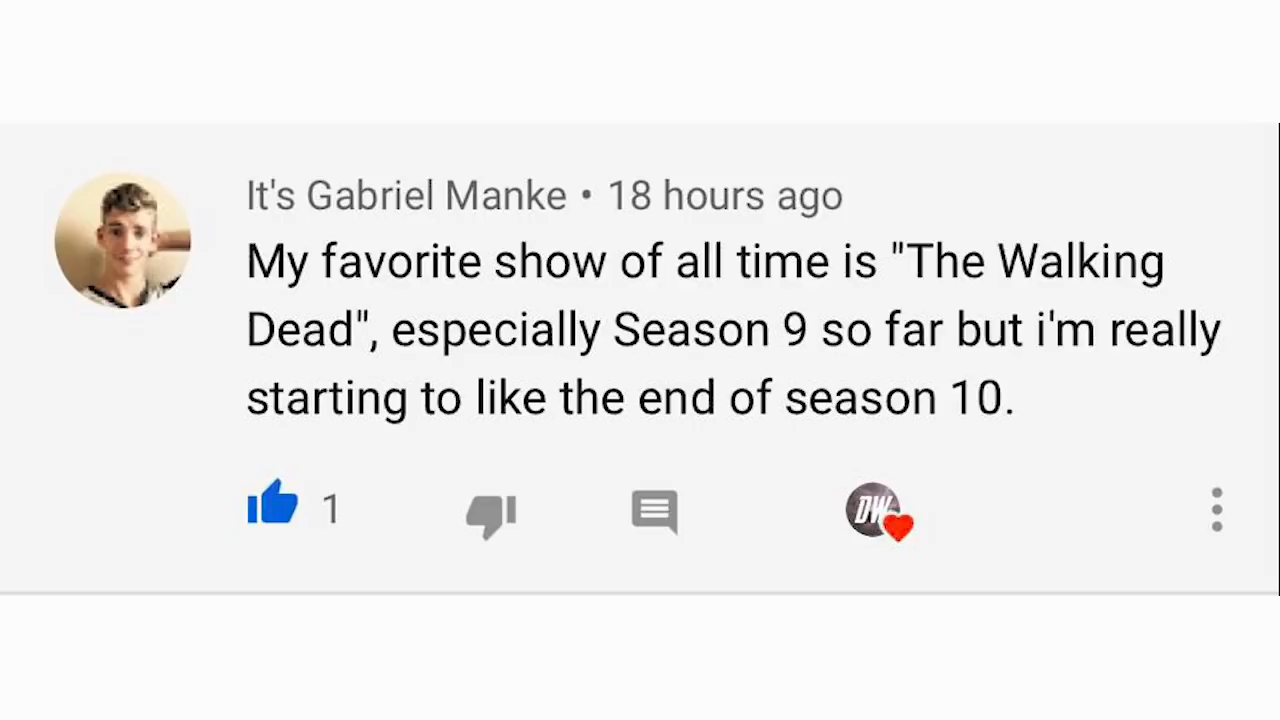 It's Gabriel Manke • 18 hours ago
My favorite show of all time is "The Walking
Dead", especially Season 9 so far but i'm really
starting to like the end of season 10.
1
DW